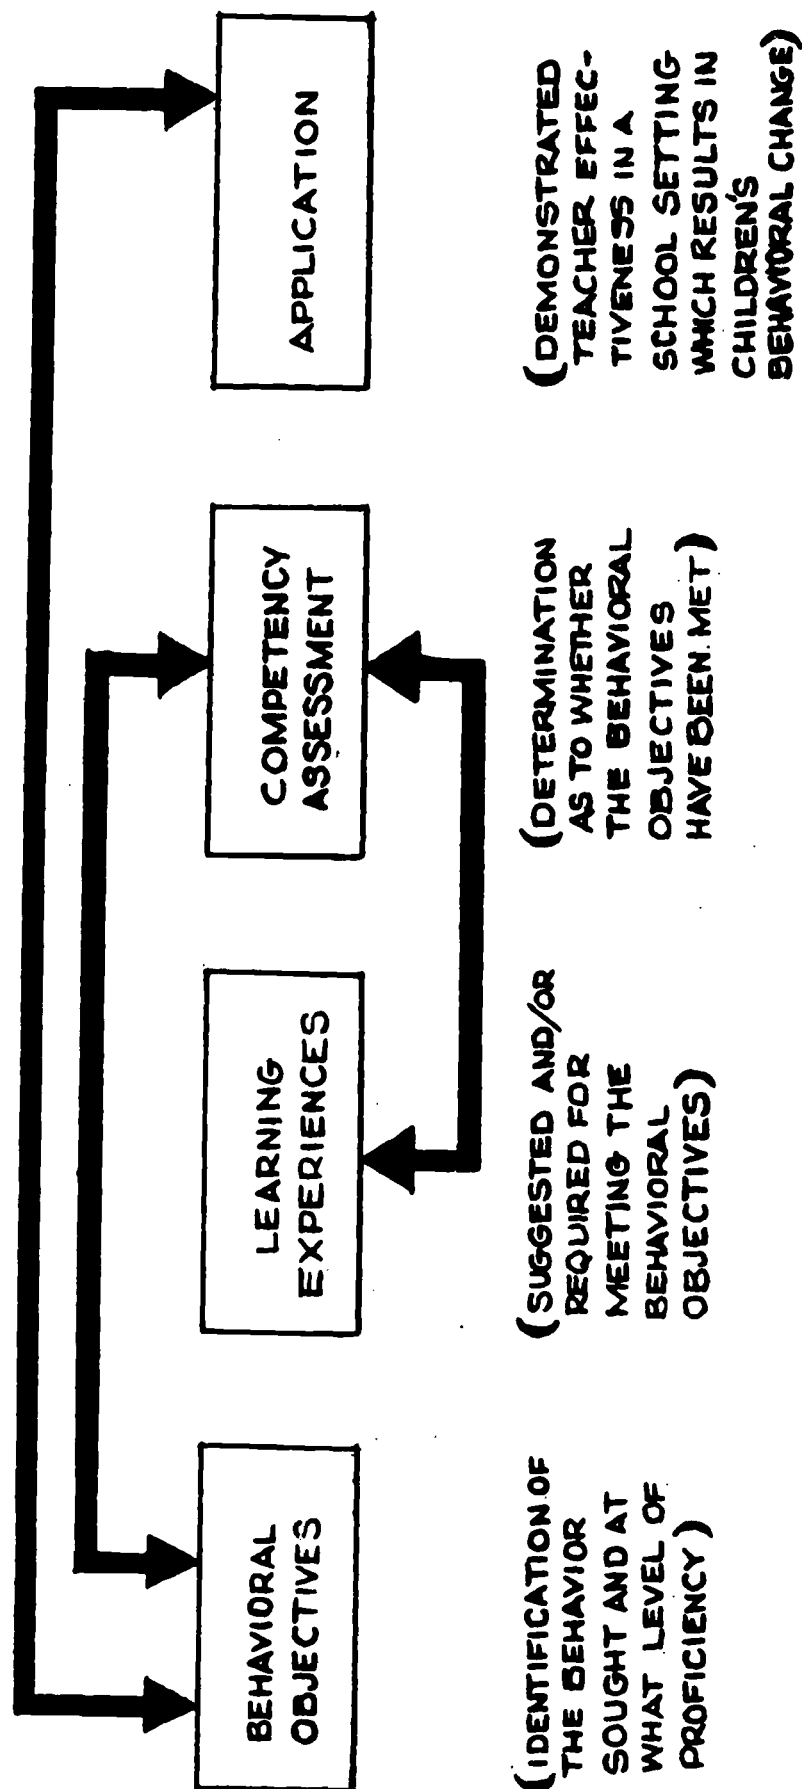 BEHAVIORAL
OBJECTIVES
LEARNING
EXPERIENCES
COMPETENCY
ASSESSMENT
APPLICATION
(IDENTIFICATION OF
THE BEHAVIOR
SOUGHT AND AT
WHAT LEVEL OF
PROFICIENCY)
(SUGGESTED AND/OR
REQUIRED FOR
MEETING THE
BEHAVIORAL
OBJECTIVES)
(DETERMINATION
AS TO WHETHER
THE BEHAVIORAL
OBJECTIVES
HAVE BEEN MET)
(DEMONSTRATED
TEACHER EFFEC-
TIVENESS IN A
SCHOOL SETTING
WHICH RESULTS IN
CHILDREN'S
BEHAVIORAL CHANGE)